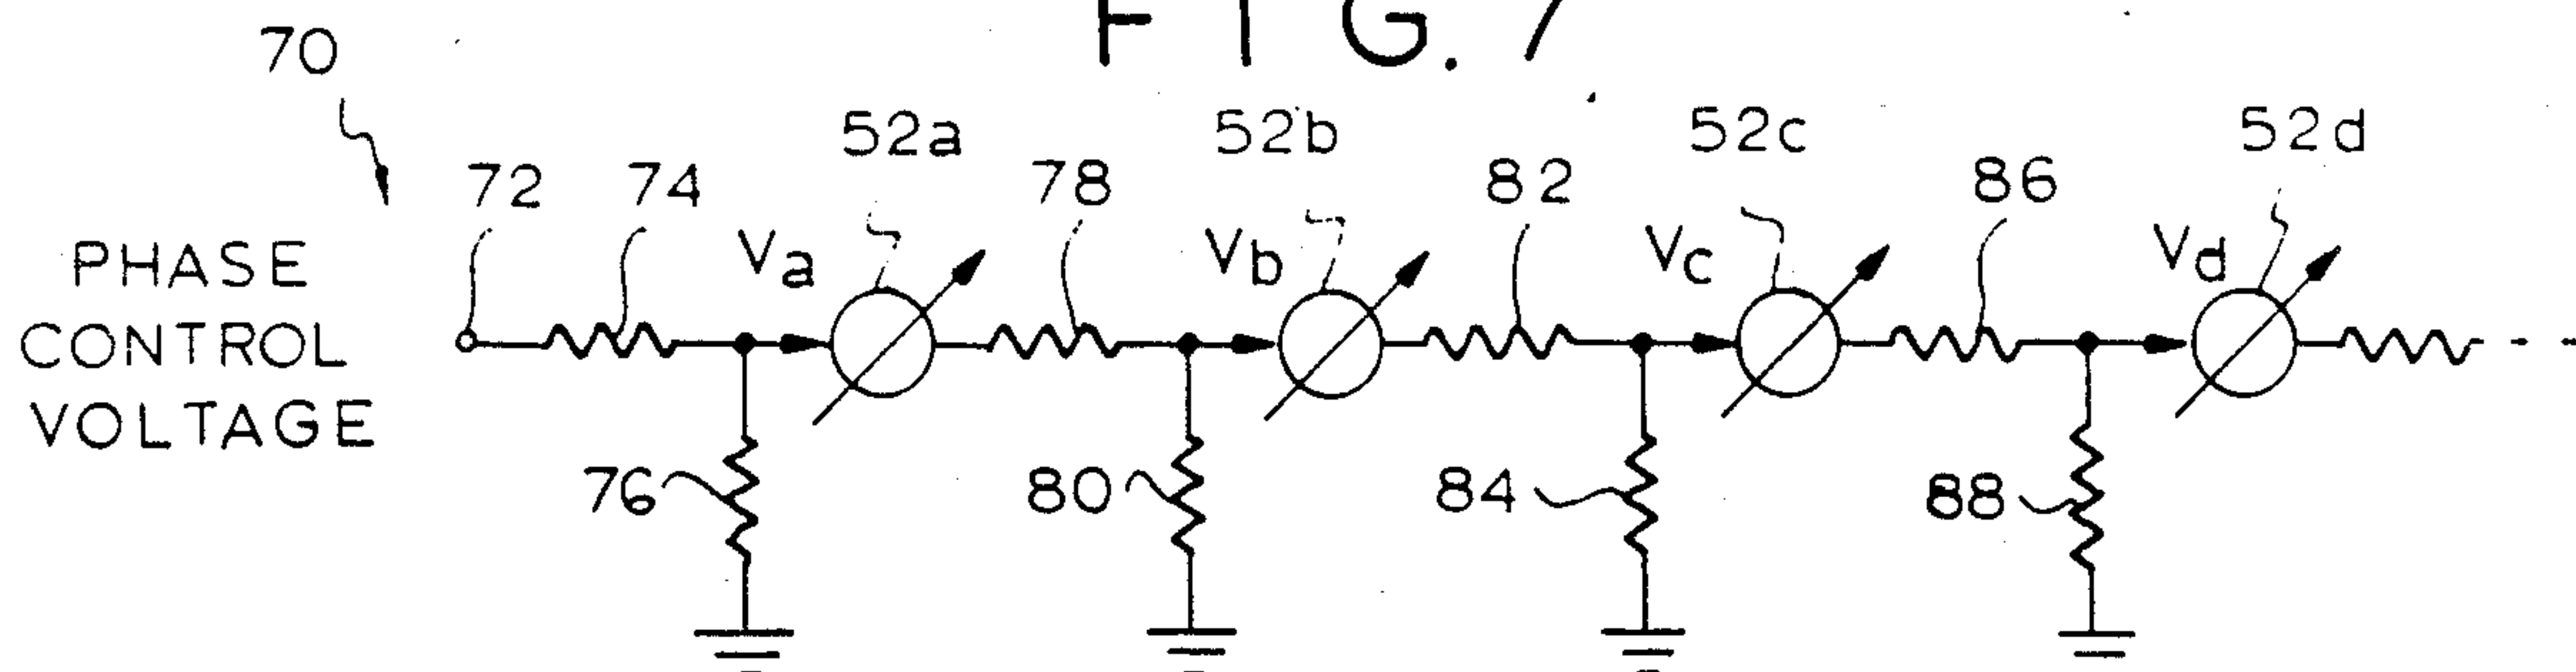 FIG. 7
70
52a
52b
52c
52d
72
74
78
82
86
Va
Vb
Vc
Vd
PHASE
CONTROL
VOLTAGE
76
80
84
88